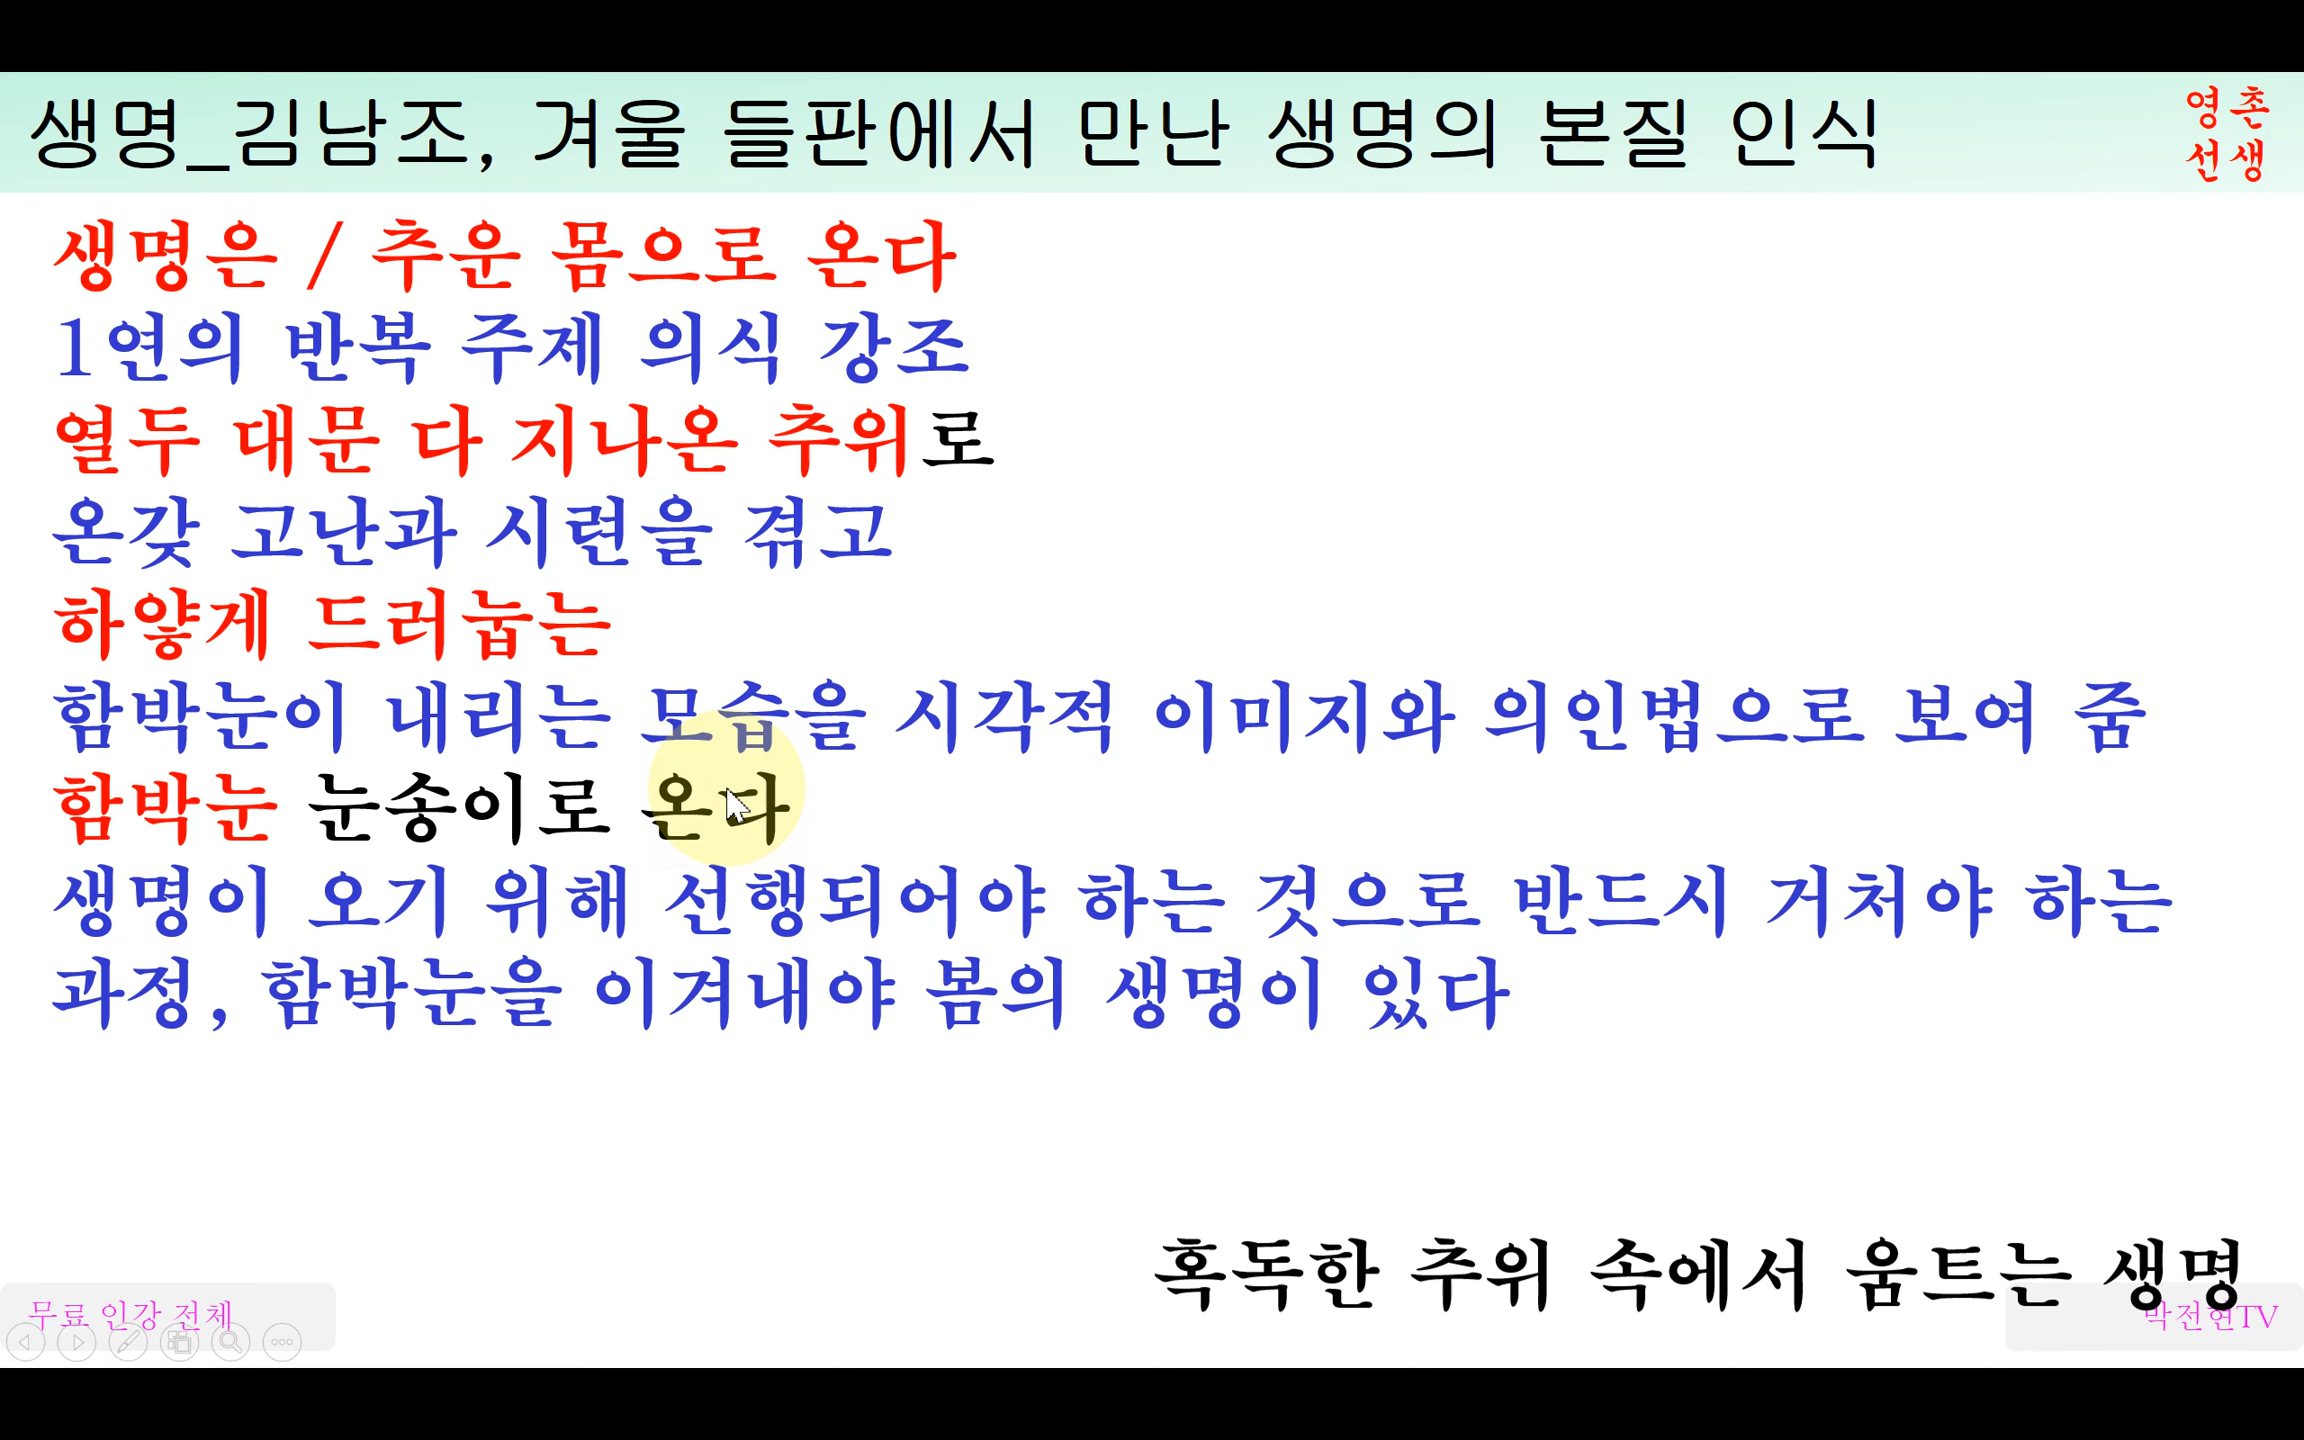 생명_김남조, 겨울 들판에서 만난 생명의 본질 인식
영촌
선생
생명은 / 추운 몸으로 온다
1연의 반복 주제 의식 강조
열두 대문 다 지나온 추위로
온갖 고난과 시련을 겪고
하얗게 드러눕는
함박눈이 내리는 모습을 시각적 이미지와 의인법으로 보여 줌
함박눈 눈송이로 온다
생명이 오기 위해 선행되어야 하는 것으로 반드시 거처야 하는
과정, 함박눈을 이겨내야 봄의 생명이 있다
혹독한 추위 속에서 움트는 생명
무료 인강 전체
박전현TV